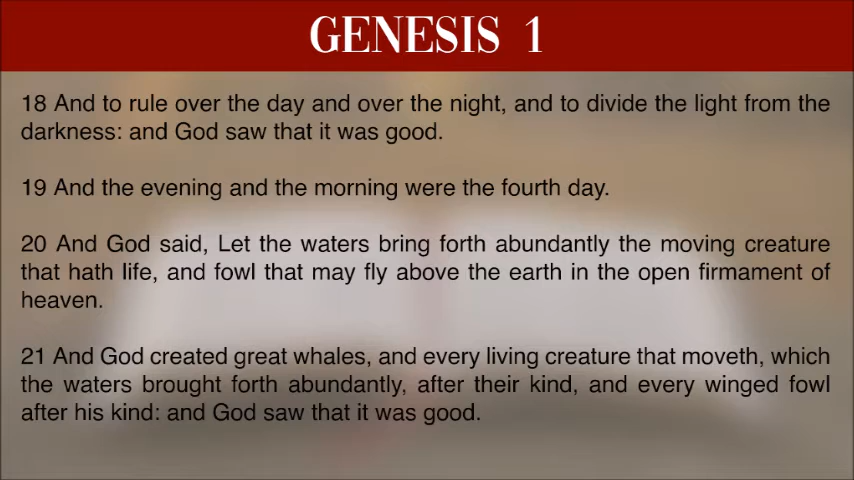 GENESIS 1
18 And to rule over the day and over the night, and to divide the light from the
darkness: and God saw that it was good.
19 And the evening and the morning were the fourth day.
20 And God said, Let the waters bring forth abundantly the moving creature
that hath life, and fowl that may fly above the earth in the open firmament of
heaven.
21 And God created great whales, and every living creature that moveth, which
the waters brought forth abundantly, after their kind, and every winged fowl
after his kind: and God saw that it was good.